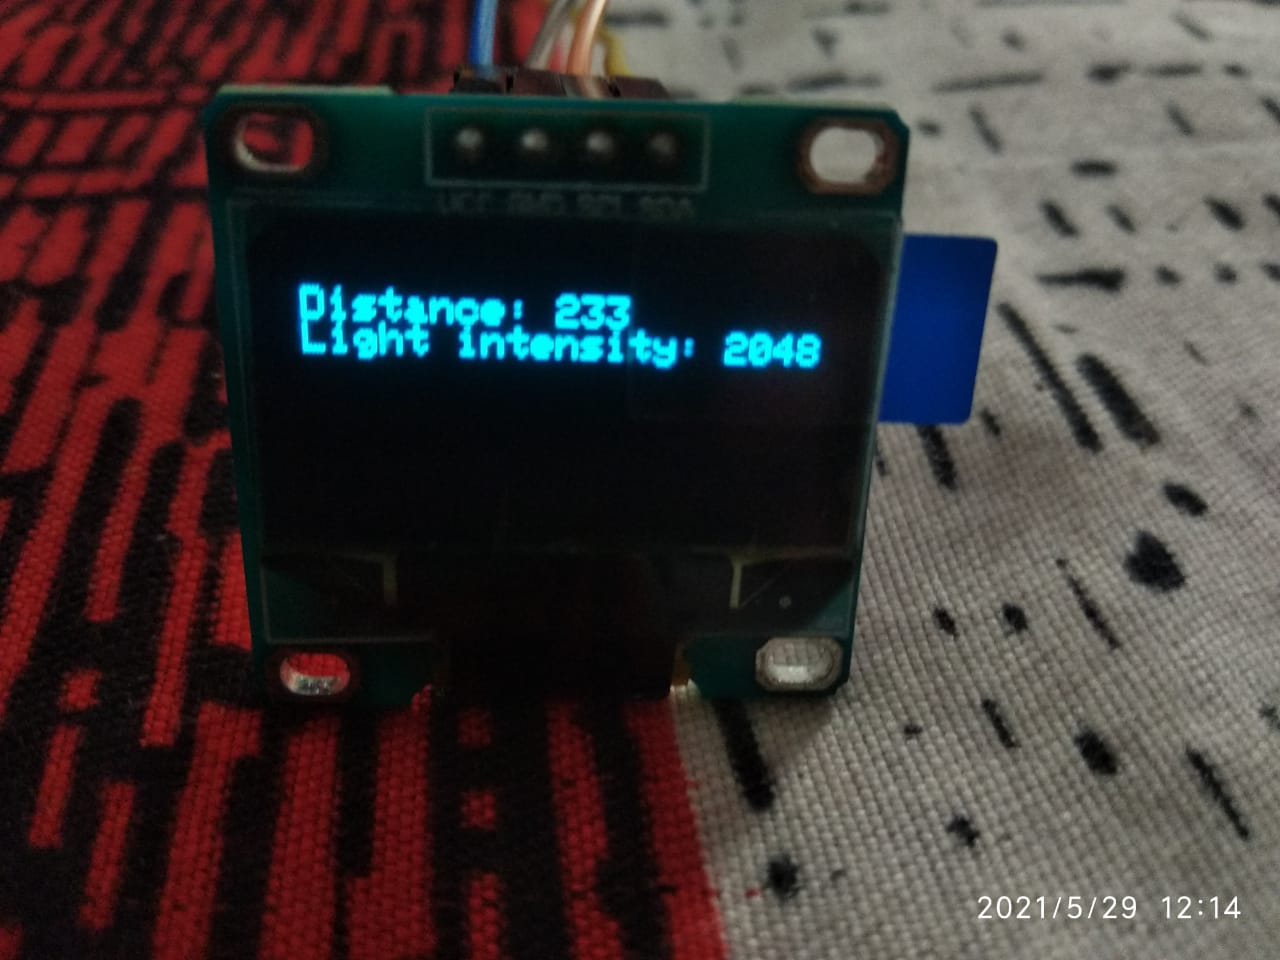 VCC GND SCL SDA
Distance: 233
Light intensity: 2048
2021/5/29 12:14